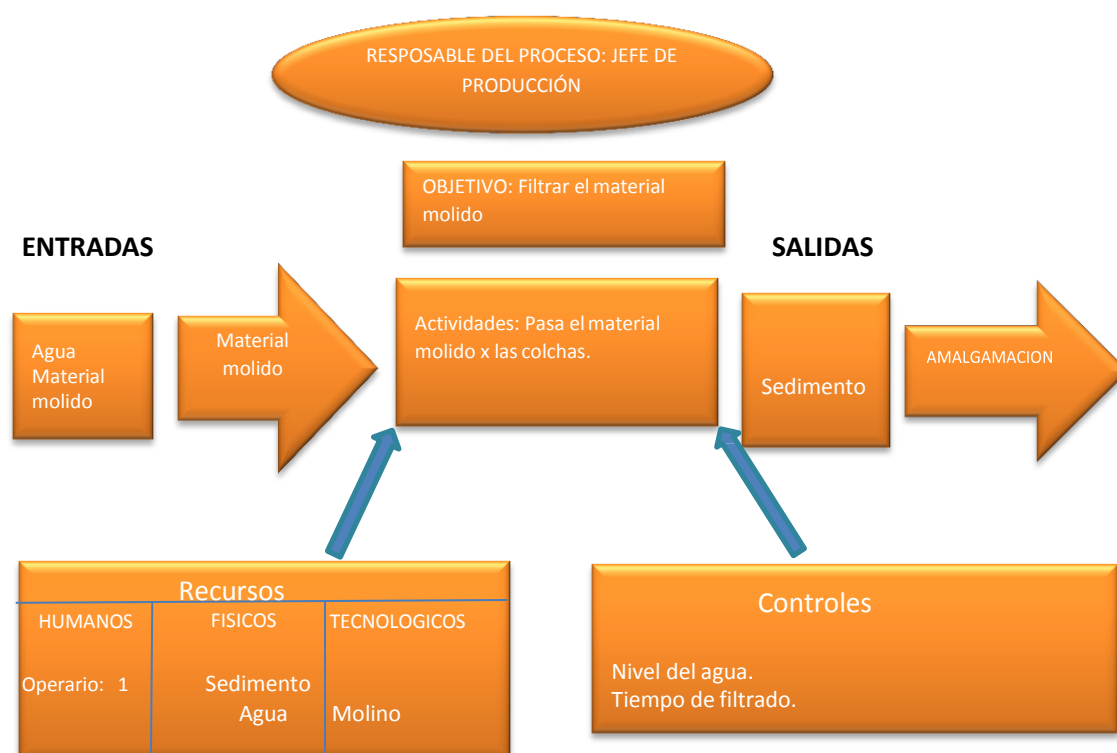 RESPOSABLE DEL PROCESO: JEFE DE
PRODUCCIÓN
OBJETIVO: Filtrar el material
molido
ENTRADAS
SALIDAS
Agua
Material
molido
Material
molido
Actividades: Pasa el material
molido x las colchas.
Sedimento
AMALGAMACION
Recursos
HUMANOS
FISICOS
TECNOLOGICOS
Operario: 1
Sedimento
Agua
Molino
Controles
Nivel del agua.
Tiempo de filtrado.